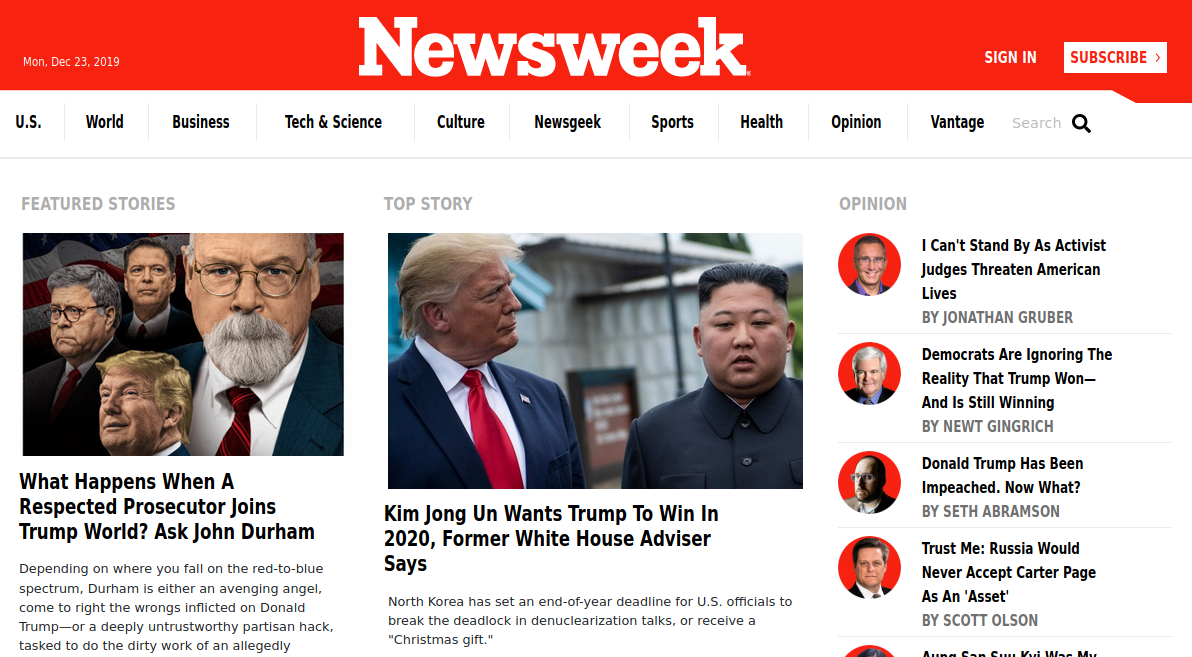 Newsweek
Mon, Dec 23, 2019
SIGN IN
SUBSCRIBE
U.S.
World
Business
Tech & Science
Culture
Newsgeek
Sports
Health
Opinion
Vantage
Search
FEATURED STORIES
What Happens When A
Respected Prosecutor Joins
Trump World? Ask John Durham
Depending on where you fall on the red-to-blue
spectrum, Durham is either an avenging angel,
come to right the wrongs inflicted on Donald
Trump—or a deeply untrustworthy partisan hack,
tasked to do the dirty work of an allegedly
TOP STORY
Kim Jong Un Wants Trump To Win In
2020, Former White House Adviser
Says
North Korea has set an end-of-year deadline for U.S. officials to
break the deadlock in denuclearization talks, or receive a
"Christmas gift."
OPINION
I Can't Stand By As Activist
Judges Threaten American
Lives
BY JONATHAN GRUBER
Democrats Are Ignoring The
Reality That Trump Won—
And Is Still Winning
BY NEWT GINGRICH
Donald Trump Has Been
Impeached. Now What?
BY SETH ABRAMSON
Trust Me: Russia Would
Never Accept Carter Page
As An 'Asset'
BY SCOTT OLSON
Aung San Suu Kyi Was My